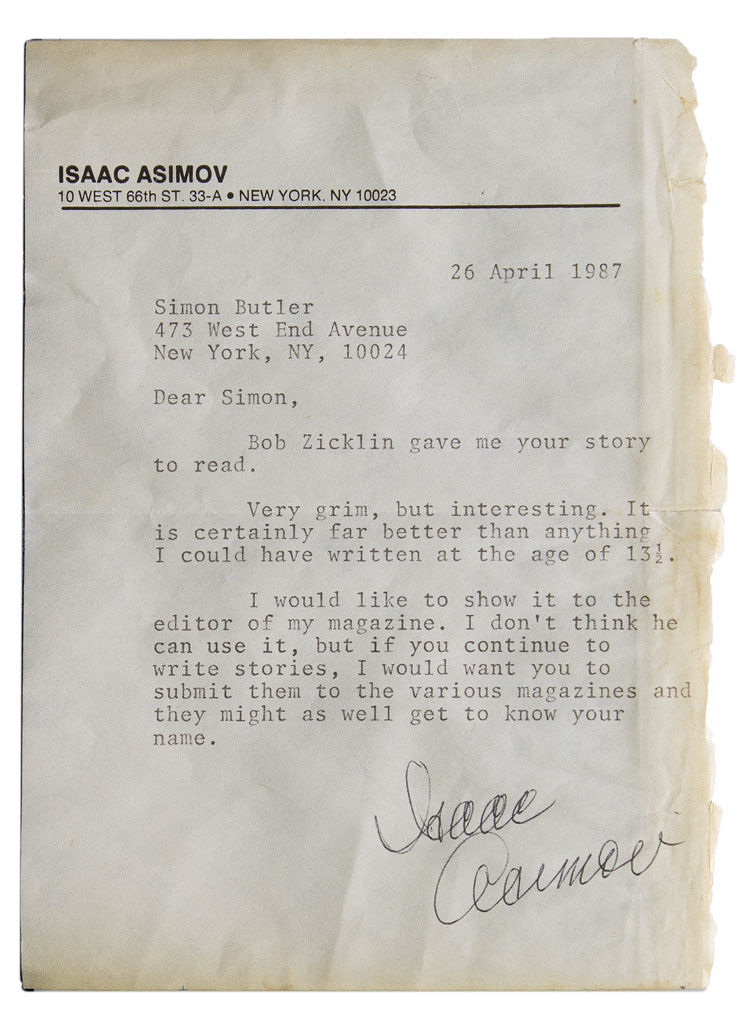 ISAAC ASIMOV
10 WEST 66th ST. 33-A • NEW YORK. NY 10023
26 April 1987
Simon Butler
473 West End Avenue
New York, NY, 10024
Dear Simon,
Bob Zicklin gave me your story
to read.
Very grim, but interesting. It
is certainly far better than anything
I could have written at the age of 13½.
I would like to show it to the
editor of my magazine. I don't think he
can use it, but if you continue to
write stories, I would want you to
submit them to the various magazines and
they might as well get to know your
name.
Isaac
Asimov